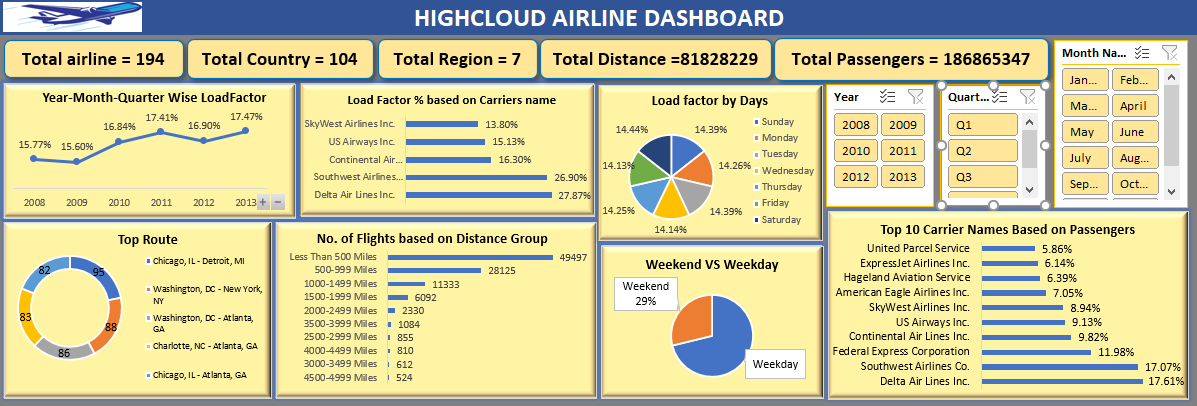 HIGHCLOUD AIRLINE DASHBOARD
Total airline = 194
Total Country = 104
Total Region = 7
Total Distance =81828229
Total Passengers = 186865347
Month Na...
Jan...
Feb...
Ma...
April
May
June
July
Aug...
Sep...
Oct...
Year-Month-Quarter Wise LoadFactor
15.77%
15.60%
16.84%
17.41%
16.90%
17.47%
2008
2009
2010
2011
2012
2013
Load Factor % based on Carriers name
SkyWest Airlines Inc.
13.80%
US Airways Inc.
15.13%
Continental Air...
16.30%
Southwest Airlines...
26.90%
Delta Air Lines Inc.
27.87%
Load factor by Days
14.44%
14.39%
14.13%
14.26%
14.25%
14.39%
14.14%
Sunday
Monday
Tuesday
Wednesday
Thursday
Friday
Saturday
Year
2008
2009
2010
2011
2012
2013
Quart...
Q1
Q2
Q3
Top Route
82
95
83
88
86
Chicago, IL - Detroit, MI
Washington, DC - New York,
NY
Washington, DC - Atlanta,
GA
Charlotte, NC - Atlanta, GA
Chicago, IL - Atlanta, GA
No. of Flights based on Distance Group
Less Than 500 Miles
49497
500-999 Miles
28125
1000-1499 Miles
11333
1500-1999 Miles
6092
2000-2499 Miles
2330
3500-3999 Miles
1084
2500-2999 Miles
855
4000-4499 Miles
810
3000-3499 Miles
612
4500-4999 Miles
524
Weekend VS Weekday
Weekend
29%
Weekday
Top 10 Carrier Names Based on Passengers
United Parcel Service
5.86%
ExpressJet Airlines Inc.
6.14%
Hageland Aviation Service
6.39%
American Eagle Airlines Inc.
7.05%
SkyWest Airlines Inc.
8.94%
US Airways Inc.
9.13%
Continental Air Lines Inc.
9.82%
Federal Express Corporation
11.98%
Southwest Airlines Co.
17.07%
Delta Air Lines Inc.
17.61%